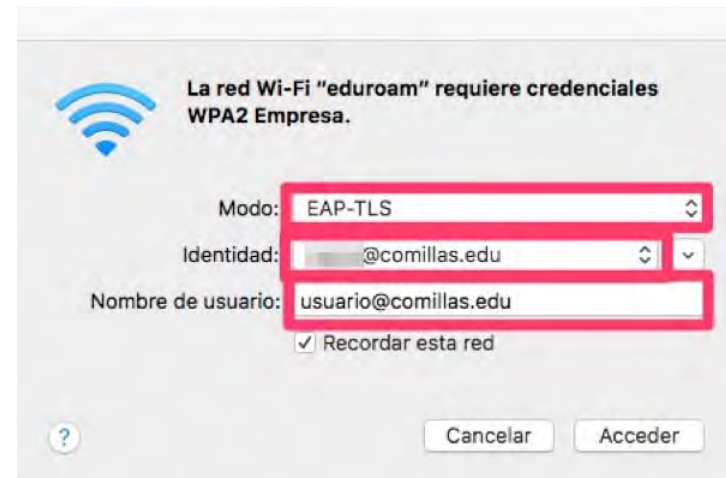 La red Wi-Fi "eduroam" requiere credenciales
WPA2 Empresa.
Modo: EAP-TLS
Identidad: @comillas.edu
Nombre de usuario: usuario@comillas.edu
✓ Recordar esta red
? Cancelar Acceder